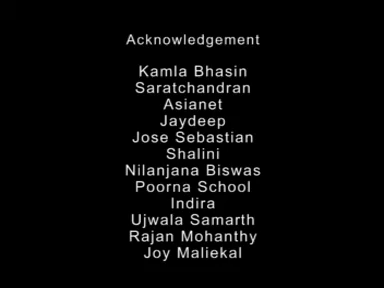 Acknowledgement
Kamla Bhasin
Saratchandran
Asianet
Jaydeep
Jose Sebastian
Shalini
Nilanjana Biswas
Poorna School
Indira
Ujwala Samarth
Rajan Mohanthy
Joy Maliekal